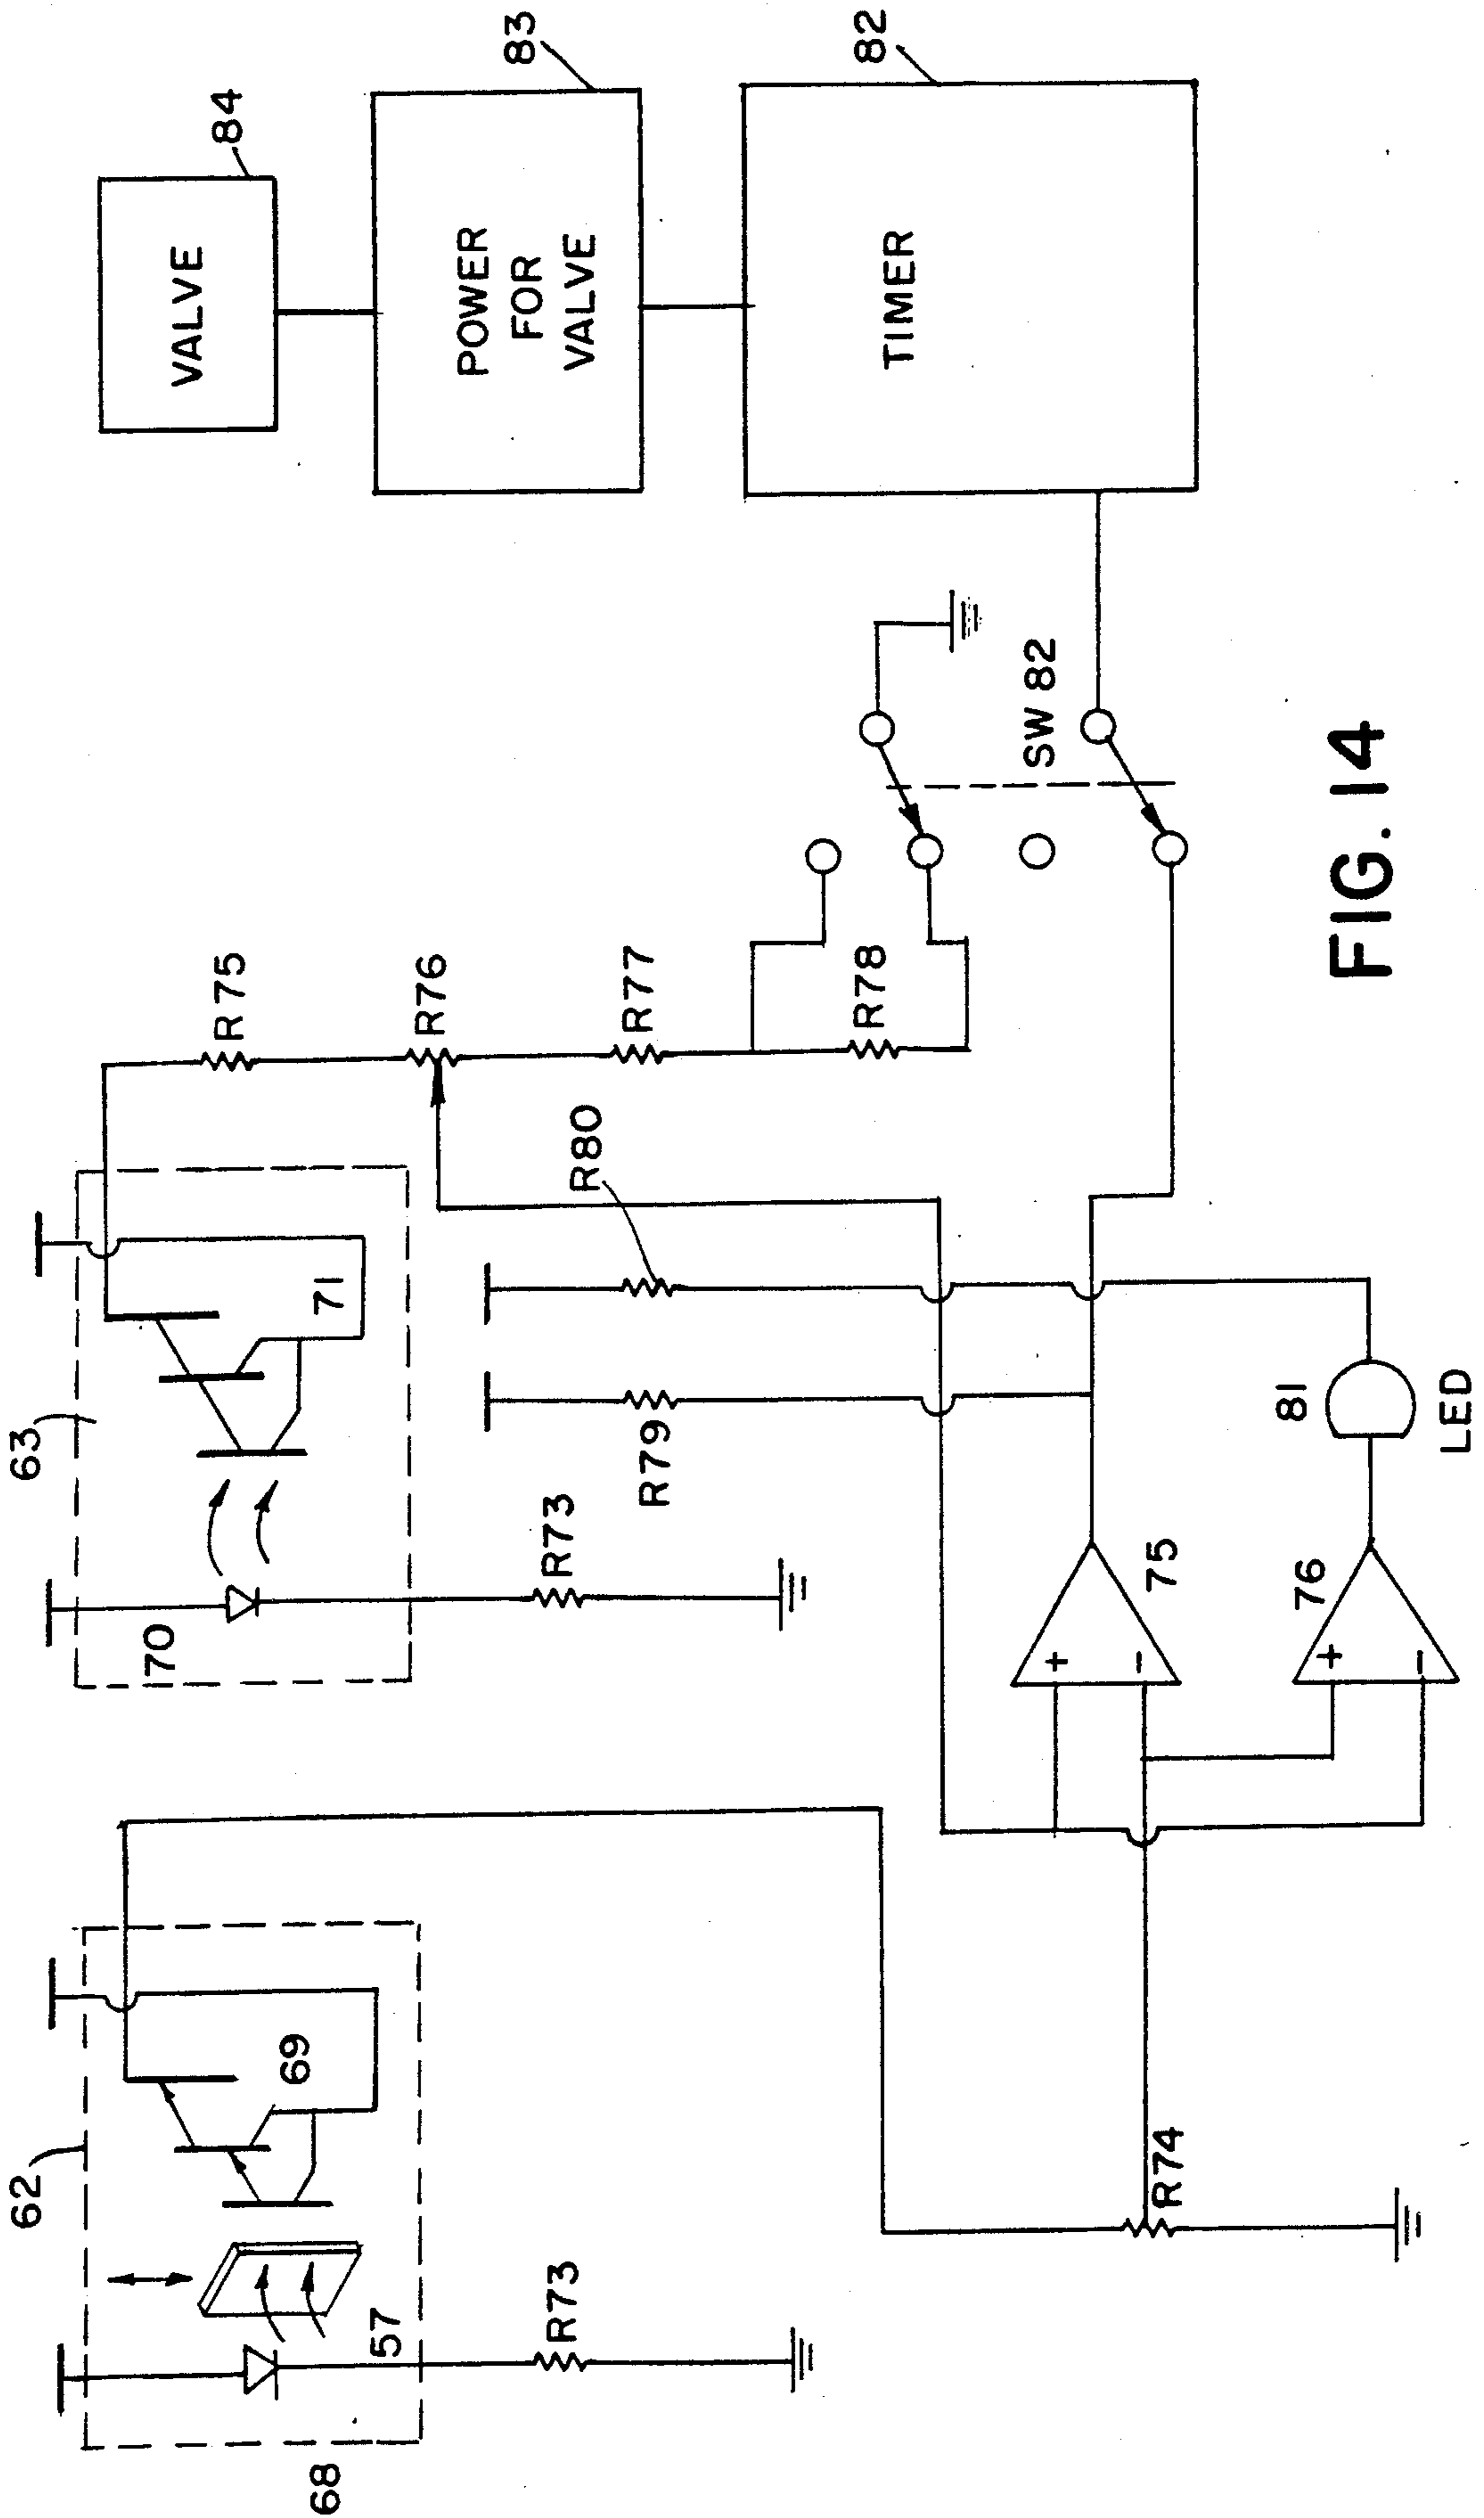 62
68
57
69
R73
R74
63
70
71
R73
R79
R80
R75
R76
R77
R78
+
-
75
+
-
76
81
LED
SW 82
TIMER
82
POWER
FOR
VALVE
83
VALVE
84
FIG. 14